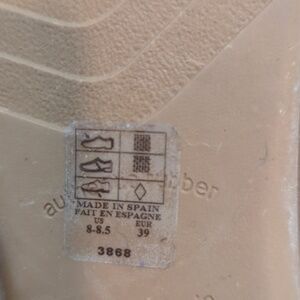 MADE IN SPAIN
FAIT EN ESPAGNE
US EUR
8-8.5 39
3868